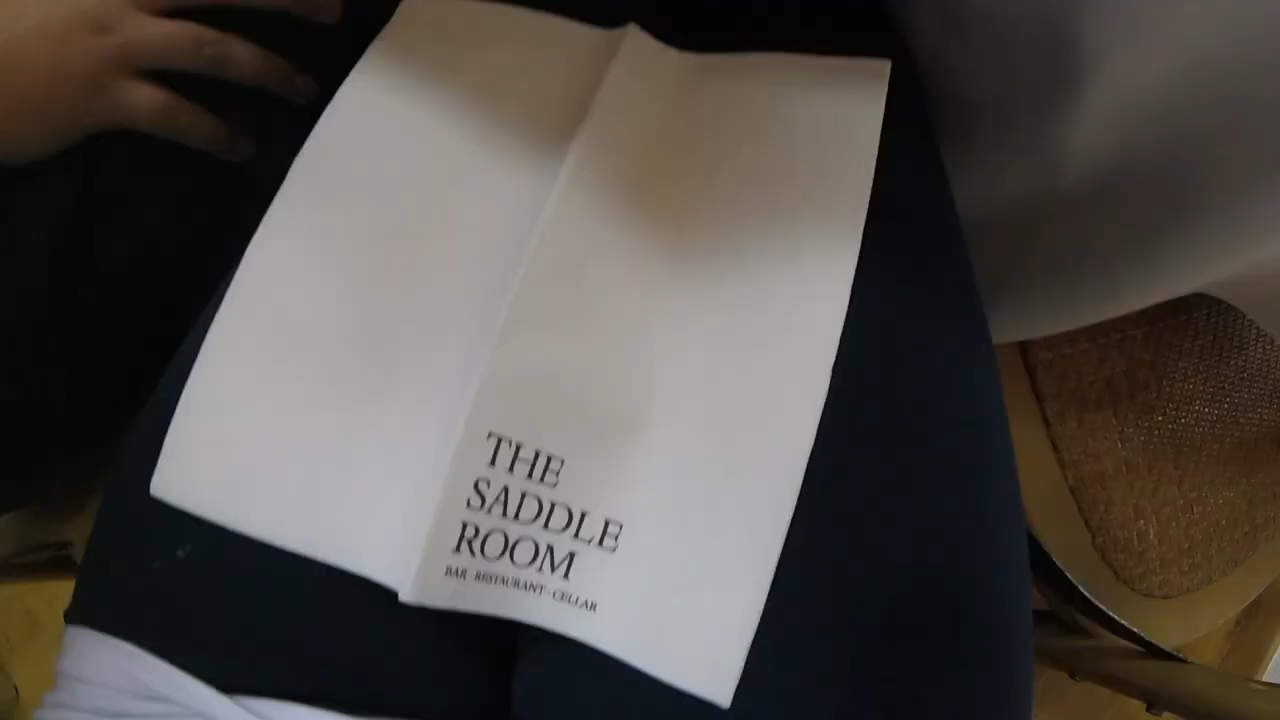 THE
SADDLE
ROOM
BAR · RESTAURANT · CELLAR